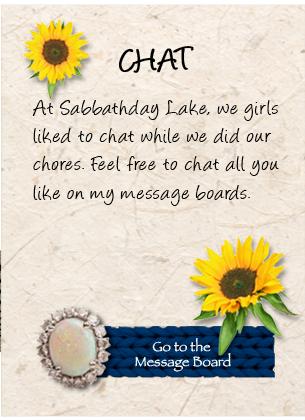 CHAT
At Sabbathday Lake, we girls
liked to chat while we did our
chores. Feel free to chat all you
like on my message boards.
Go to the
Message Board